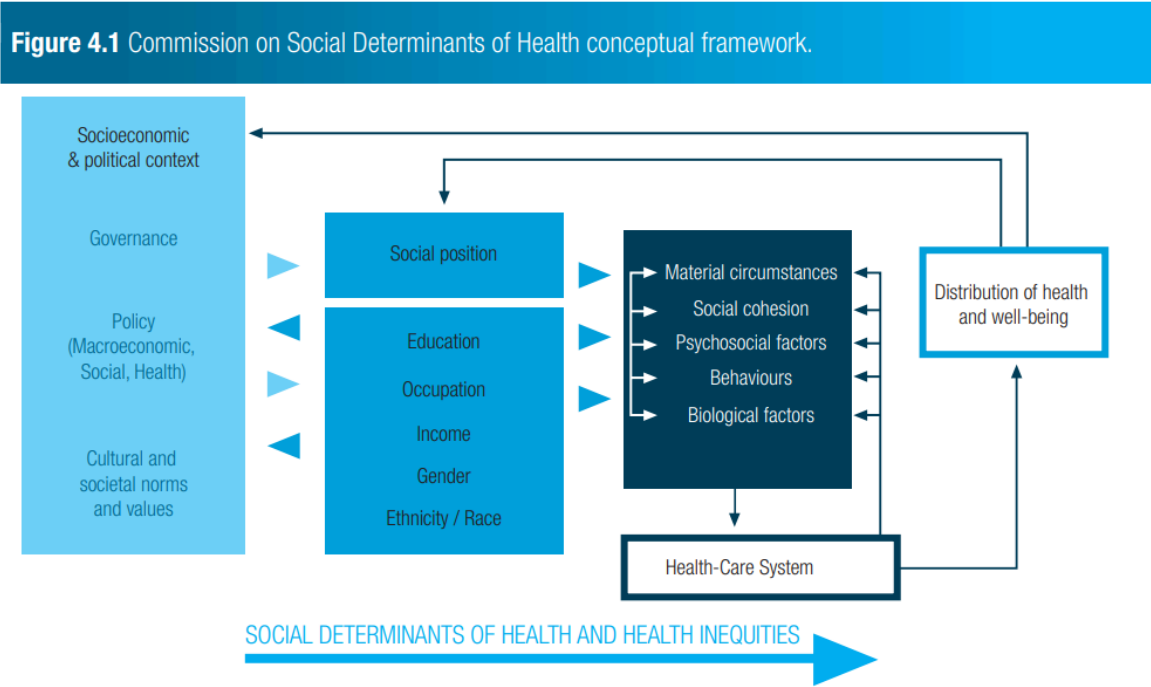 Figure 4.1 Commission on Social Determinants of Health conceptual framework.
Socioeconomic
& political context
Governance
Policy
(Macroeconomic,
Social, Health)
Cultural and
societal norms
and values
Social position
Education
Occupation
Income
Gender
Ethnicity / Race
Material circumstances
Social cohesion
Psychosocial factors
Behaviours
Biological factors
Health-Care System
Distribution of health
and well-being
SOCIAL DETERMINANTS OF HEALTH AND HEALTH INEQUITIES